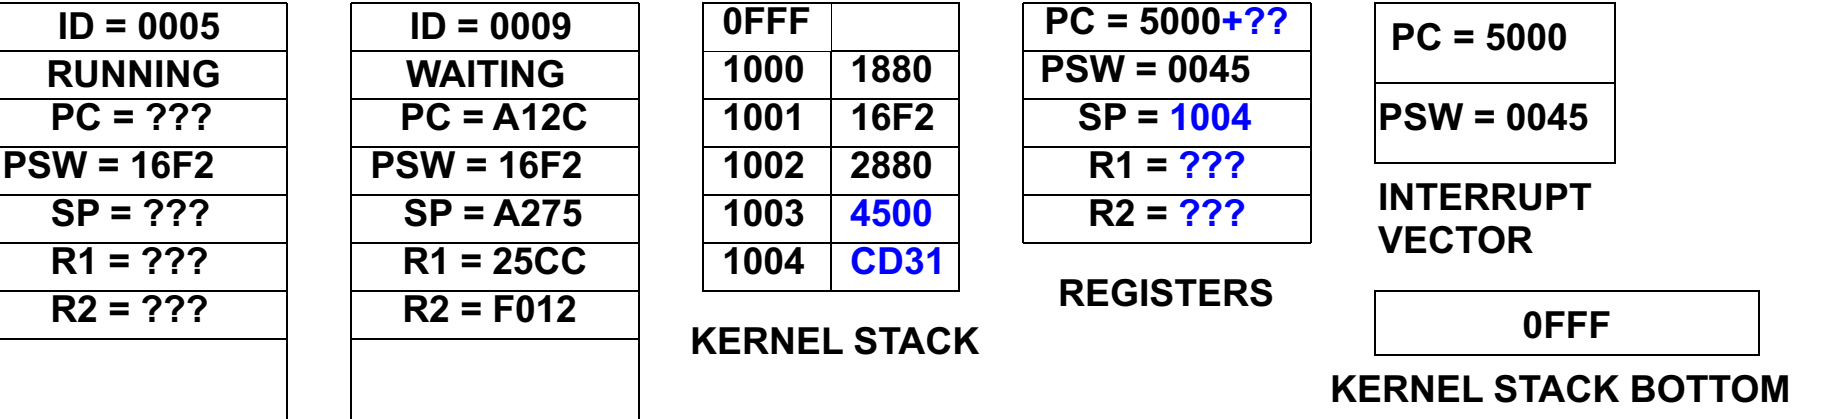 ID = 0005
RUNNING
PC = ???
PSW = 16F2
SP = ???
R1 = ???
R2 = ???
ID = 0009
WAITING
PC = A12C
PSW = 16F2
SP = A275
R1 = 25CC
R2 = F012
0FFF
1000 1880
1001 16F2
1002 2880
1003 4500
1004 CD31
KERNEL STACK
PC = 5000+??
PSW = 0045
SP = 1004
R1 = ???
R2 = ???
REGISTERS
PC = 5000
PSW = 0045
INTERRUPT
VECTOR
0FFF
KERNEL STACK BOTTOM